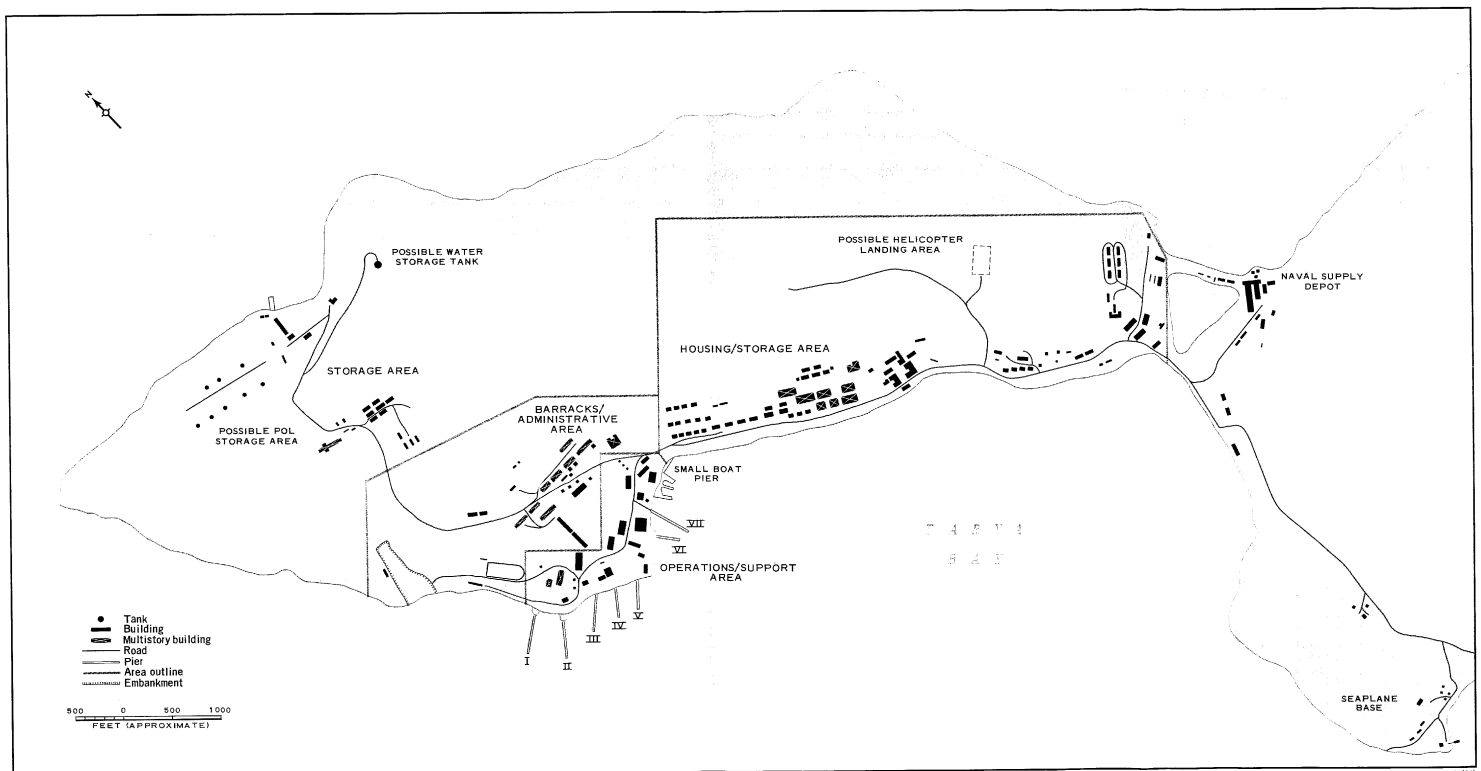 N
POSSIBLE WATER
STORAGE TANK
POSSIBLE HELICOPTER
LANDING AREA
NAVAL SUPPLY
DEPOT
HOUSING/STORAGE AREA
STORAGE AREA
BARRACKS/
ADMINISTRATIVE
AREA
POSSIBLE POL
STORAGE AREA
SMALL BOAT
PIER
VII
VI
TARYA
BAY
OPERATIONS/SUPPORT
AREA
V
IV
III
II
I
Tank
Building
Multistory building
Road
Pier
Area outline
Embankment
500 0 500 1000
FEET (APPROXIMATE)
SEAPLANE
BASE